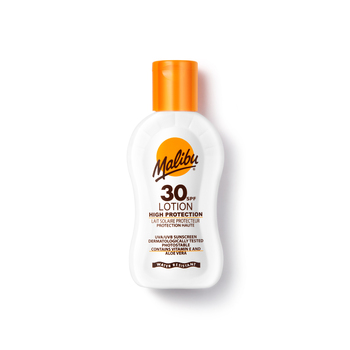 Malibu
30 SPF
LOTION
HIGH PROTECTION
LAIT SOLAIRE PROTECTEUR
PROTECTION HAUTE
UVA/UVB SUNSCREEN
DERMATOLOGICALLY TESTED
PHOTOSTABLE
CONTAINS VITAMIN E AND
ALOE VERA
WATER RESISTANT